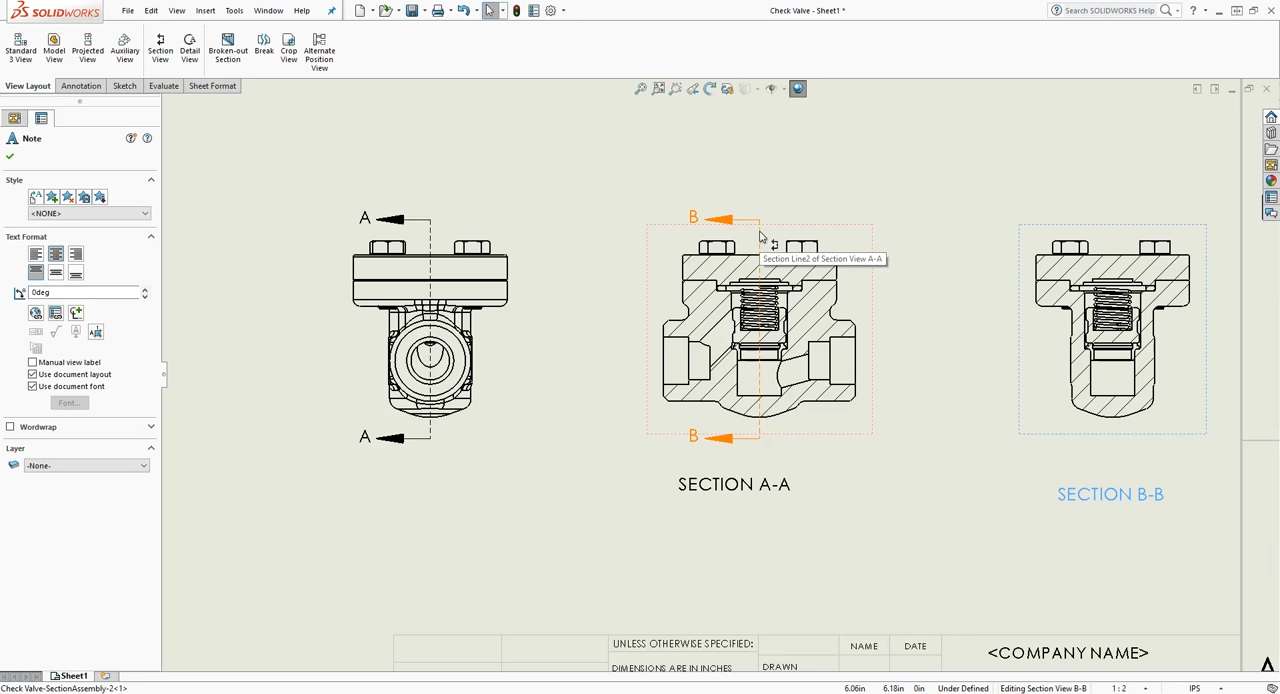 SOLIDWORKS
File
Edit
View
Insert
Tools
Window
Help
Check Valve - Sheet1 *
Search SOLIDWORKS Help
Standard 3 View
Model View
Projected View
Auxiliary View
Section View
Detail View
Broken-out Section
Break
Crop View
Alternate Position View
View Layout
Annotation
Sketch
Evaluate
Sheet Format
Note
Style
<NONE>
Text Format
0deg
Manual view label
Use document layout
Use document font
Font...
Wordwrap
Layer
-None-
A
B
Section Line2 of Section View A-A
A
B
SECTION A-A
SECTION B-B
UNLESS OTHERWISE SPECIFIED:
NAME
DATE
<COMPANY NAME>
DIMENSIONS ARE IN INCHES
DRAWN
A
Sheet1
Check Valve-SectionAssembly-2<1>
6.06in
6.18in
0in
Under Defined
Editing Section View B-B
1 : 2
IPS